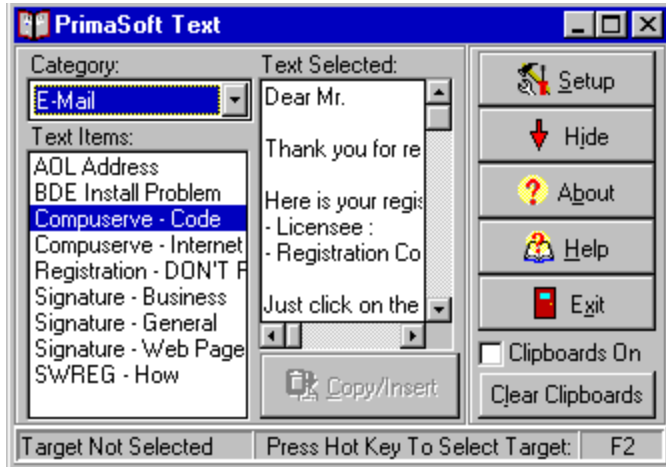 PrimaSoft Text
Category:
E-Mail
Text Items:
AOL Address
BDE Install Problem
Compuserve - Code
Compuserve - Internet
Registration - DON'T F
Signature - Business
Signature - General
Signature - Web Page
SWREG - How
Text Selected:
Dear Mr.
Thank you for re
Here is your regis
- Licensee :
- Registration Co
Just click on the
Copy/Insert
Setup
Hide
About
Help
Exit
Clipboards On
Clear Clipboards
Target Not Selected
Press Hot Key To Select Target:
F2